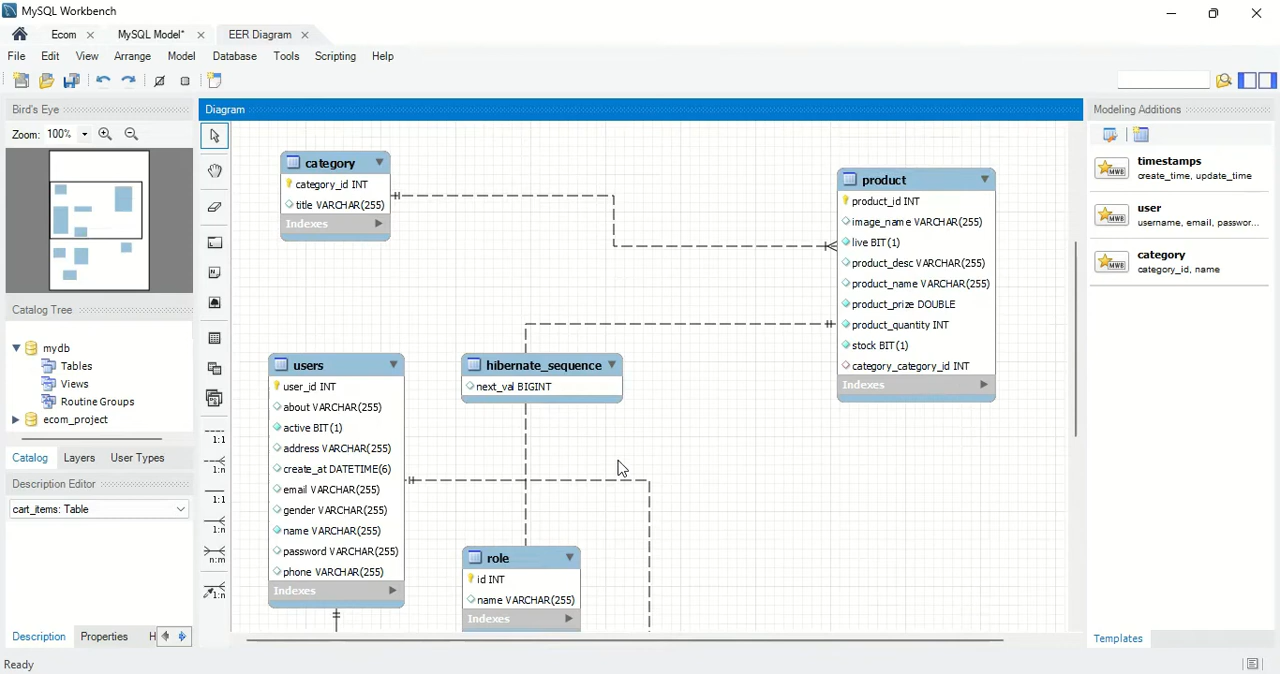 MySQL Workbench
Ecom
MySQL Model*
EER Diagram
File Edit View Arrange Model Database Tools Scripting Help
Bird's Eye
Zoom: 100%
Catalog Tree
mydb
Tables
Views
Routine Groups
ecom_project
Catalog Layers User Types
Description Editor
cart_items: Table
Description Properties H
Ready
1:1
1:n
1:1
1:n
n:m
1:n
Diagram
category
category_id INT
title VARCHAR(255)
Indexes
users
user_id INT
about VARCHAR(255)
active BIT(1)
address VARCHAR(255)
create_at DATETIME(6)
email VARCHAR(255)
gender VARCHAR(255)
name VARCHAR(255)
password VARCHAR(255)
phone VARCHAR(255)
Indexes
hibernate_sequence
next_val BIGINT
role
id INT
name VARCHAR(255)
Indexes
product
product_id INT
image_name VARCHAR(255)
live BIT(1)
product_desc VARCHAR(255)
product_name VARCHAR(255)
product_prize DOUBLE
product_quantity INT
stock BIT(1)
category_category_id INT
Indexes
Modeling Additions
MWB
timestamps
create_time, update_time
MWB
user
username, email, passwor...
MWB
category
category_id, name
Templates